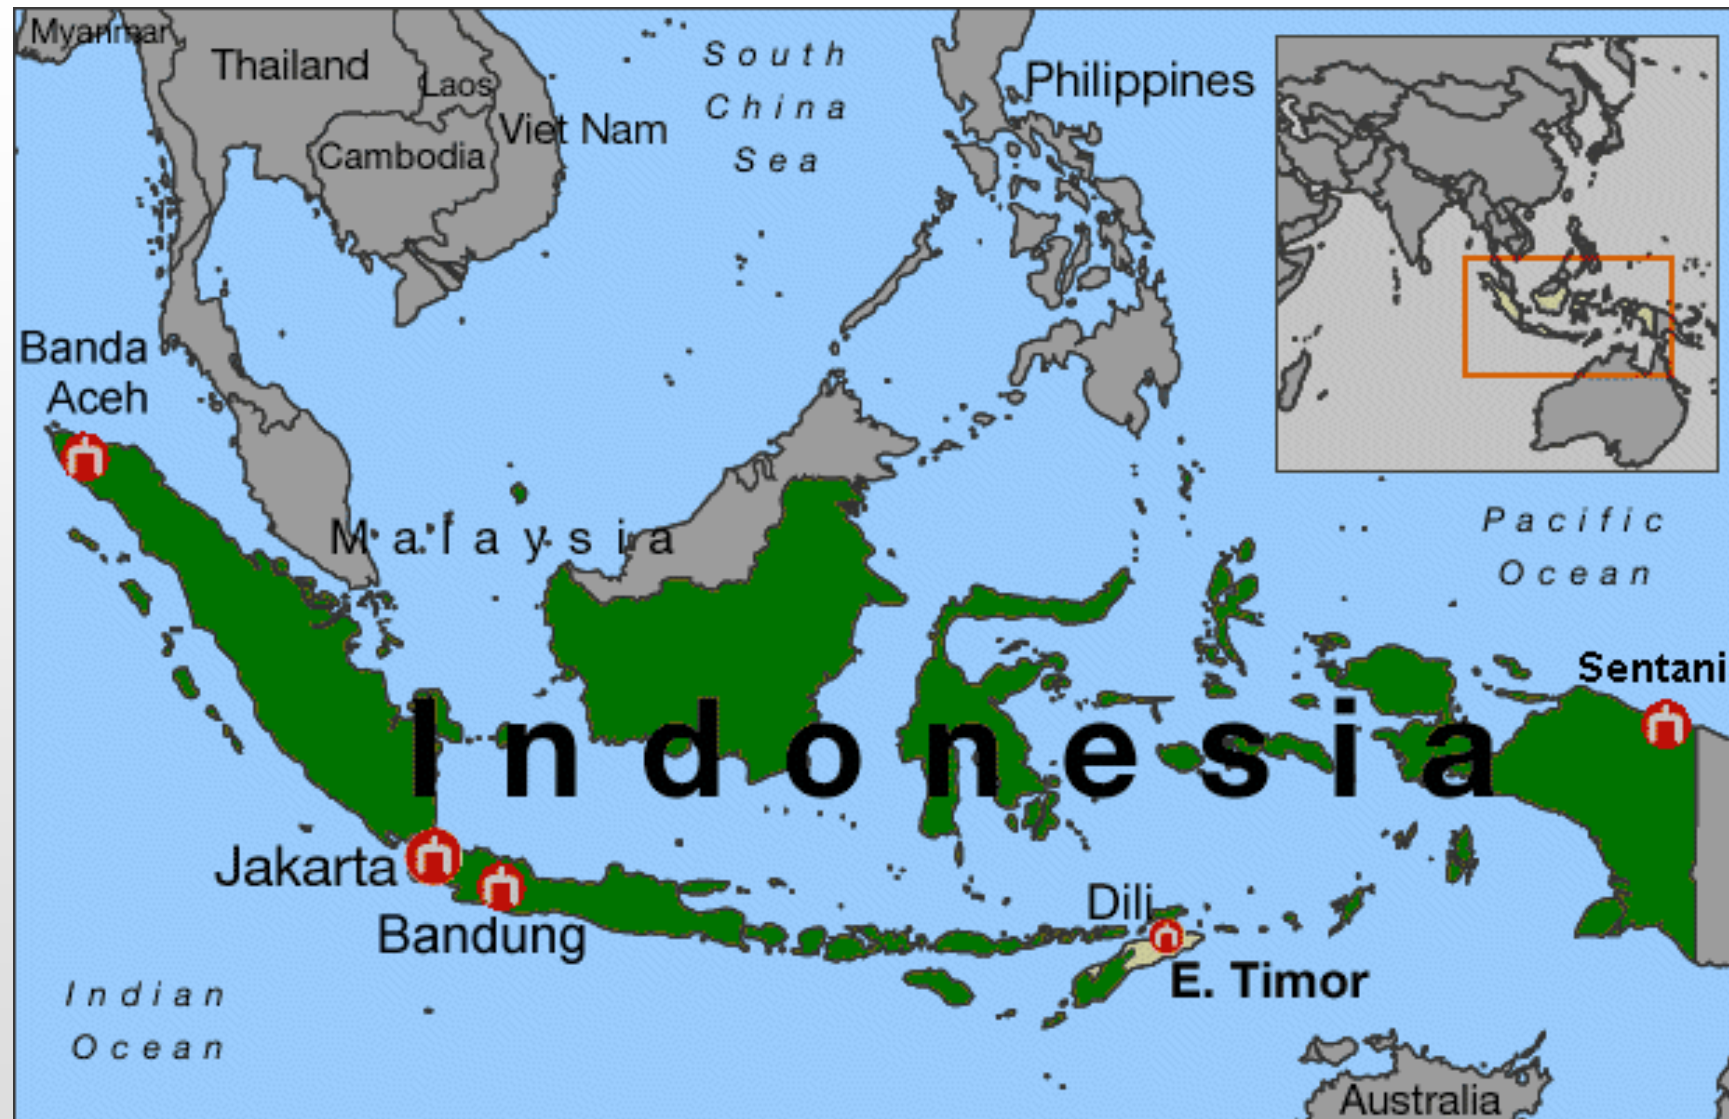 Myanmar
Thailand
Laos
Viet Nam
Cambodia
South
China
Sea
Philippines
Banda
Aceh
Malaysia
Pacific
Ocean
Sentani
Indonesia
Jakarta
Bandung
Dili
E. Timor
Indian
Ocean
Australia